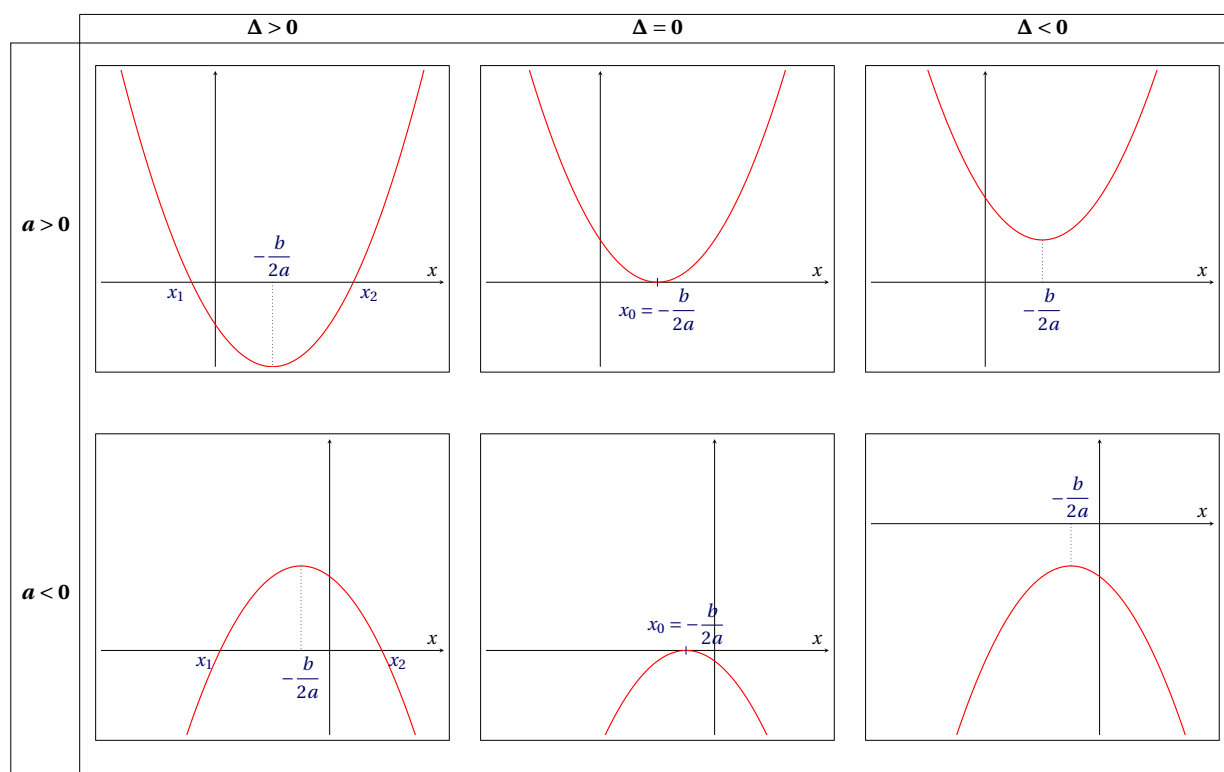 Δ > 0 Δ = 0 Δ < 0
a > 0
−b/2a
x
x₁ x₂
x
x₀ = −b/2a
x
−b/2a
a < 0
x
x₁ x₂
−b/2a
x₀ = −b/2a
x
−b/2a
x